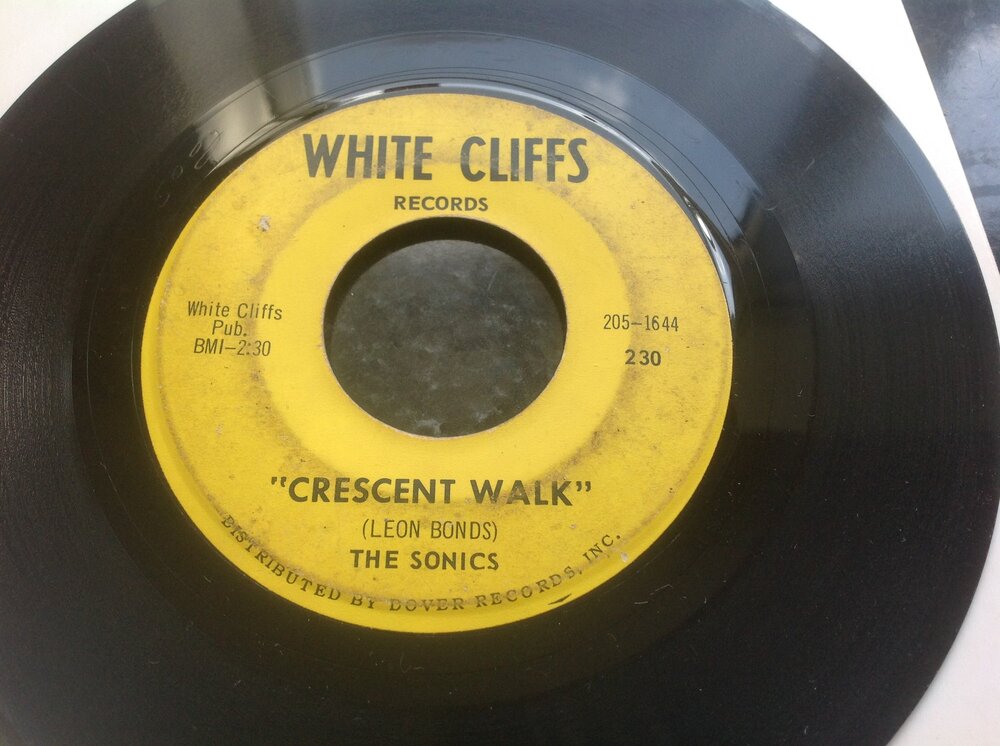 WHITE CLIFFS
RECORDS
White Cliffs
Pub.
BMI-2:30
205-1644
230
"CRESCENT WALK"
(LEON BONDS)
THE SONICS
DISTRIBUTED BY DOVER RECORDS, INC.